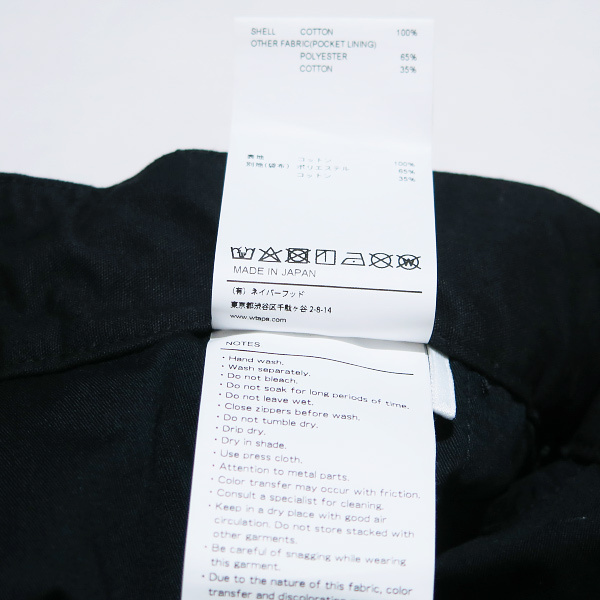 SHELL COTTON 100%
OTHER FABRIC(POCKET LINING)
POLYESTER 65%
COTTON 35%
表地 コットン 100%
別地(袋布) ポリエステル 65%
コットン 35%
MADE IN JAPAN
(有) ネイバーフッド
東京都渋谷区千駄ヶ谷 2-8-14
www.wtaps.com
NOTES
・Hand wash.
・Wash separately.
・Do not bleach.
・Do not soak for long periods of time.
・Do not leave wet.
・Close zippers before wash.
・Do not tumble dry.
・Drip dry.
・Dry in shade.
・Use press cloth.
・Attention to metal parts.
・Color transfer may occur with friction.
・Consult a specialist for cleaning.
・Keep in a dry place with good air
circulation. Do not store stacked with
other garments.
・Be careful of snagging while wearing
this garment.
・Due to the nature of this fabric, color
transfer and discoloration